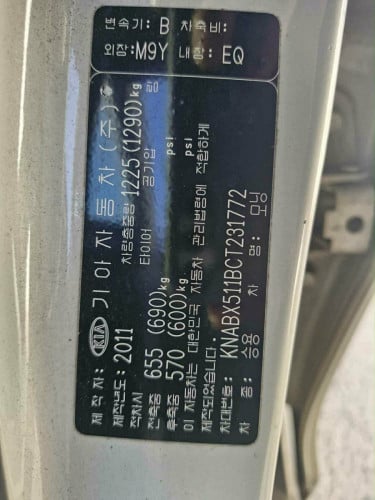 변속기: B 차축비:
외장: M9Y 내장: EQ
제작자: KIA 기아자동차(주)
제작년도: 2011 차량총중량 1225(1290)kg
적차시 타이어 공기압
전축중 655 (690)kg psi
후축중 570 (600)kg psi
이 자동차는 대한민국 자동차 관리법령에 적합하게
제작되었습니다.
차대번호: KNABX511BCT231772
차 종: 승용 차 명: 모닝